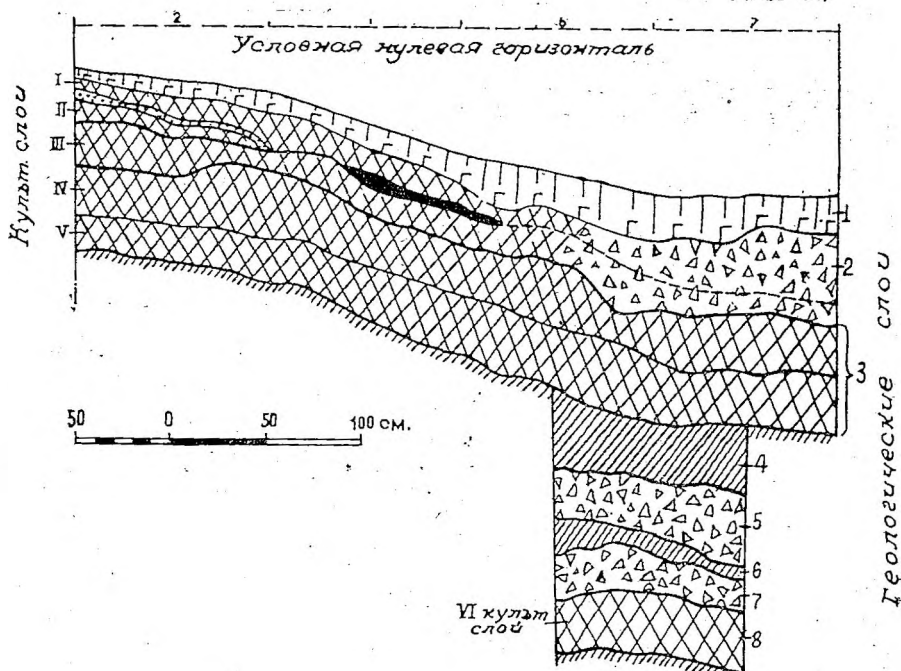 2 6 7
Условная нулевая горизонталь
I
II
III
IV
V
Культ. слои
1
2
3
4
5
6
7
8
Геологические слои
50 0 50 100 см.
VI культ
слой